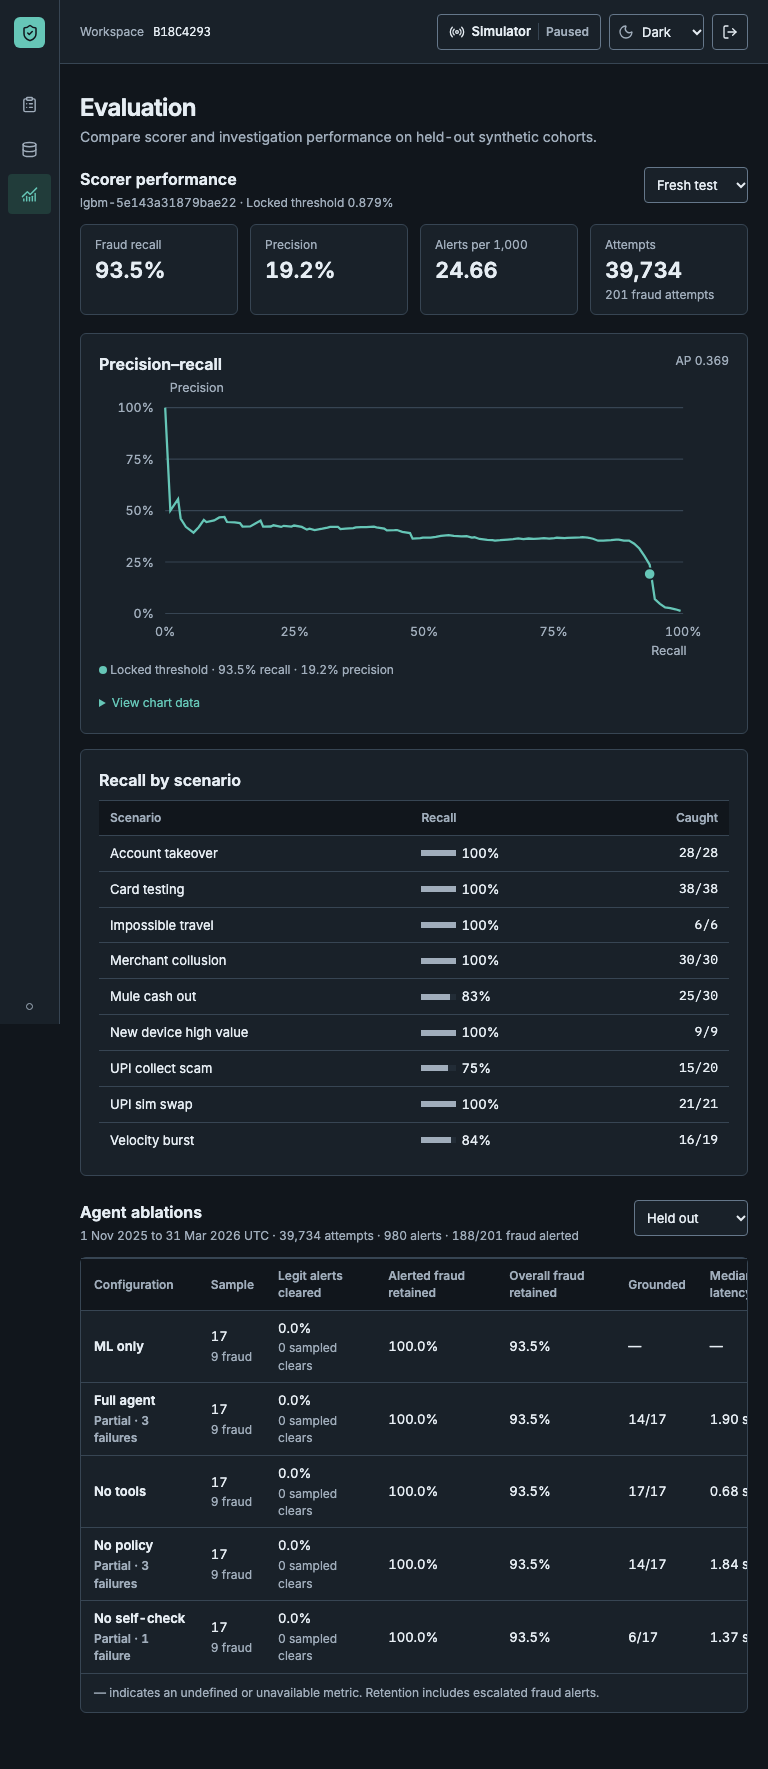 Workspace B18C4293
Simulator Paused
Dark
Evaluation
Compare scorer and investigation performance on held-out synthetic cohorts.
Scorer performance
lgbm-5e143a31879bae22 · Locked threshold 0.879%
Fresh test
Fraud recall
93.5%
Precision
19.2%
Alerts per 1,000
24.66
Attempts
39,734
201 fraud attempts
Precision–recall
AP 0.369
Precision
100%
75%
50%
25%
0%
0% 25% 50% 75% 100%
Recall
Locked threshold · 93.5% recall · 19.2% precision
View chart data
Recall by scenario
Scenario Recall Caught
Account takeover 100% 28/28
Card testing 100% 38/38
Impossible travel 100% 6/6
Merchant collusion 100% 30/30
Mule cash out 83% 25/30
New device high value 100% 9/9
UPI collect scam 75% 15/20
UPI sim swap 100% 21/21
Velocity burst 84% 16/19
Agent ablations
1 Nov 2025 to 31 Mar 2026 UTC · 39,734 attempts · 980 alerts · 188/201 fraud alerted
Held out
Configuration Sample Legit alerts cleared Alerted fraud retained Overall fraud retained Grounded
ML only 17 9 fraud 0.0% 0 sampled clears 100.0% 93.5% — —
Full agent Partial · 3 failures 17 9 fraud 0.0% 0 sampled clears 100.0% 93.5% 14/17 1.90 s
No tools 17 9 fraud 0.0% 0 sampled clears 100.0% 93.5% 17/17 0.68 s
No policy Partial · 3 failures 17 9 fraud 0.0% 0 sampled clears 100.0% 93.5% 14/17 1.84 s
No self-check Partial · 1 failure 17 9 fraud 0.0% 0 sampled clears 100.0% 93.5% 6/17 1.37 s
— indicates an undefined or unavailable metric. Retention includes escalated fraud alerts.